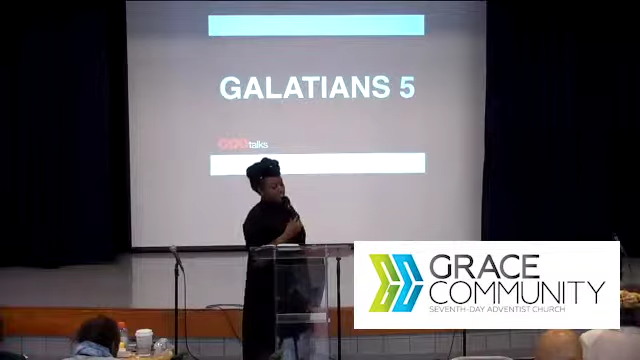 GALATIANS 5
GODtalks
GRACE
COMMUNITY
SEVENTH-DAY ADVENTIST CHURCH